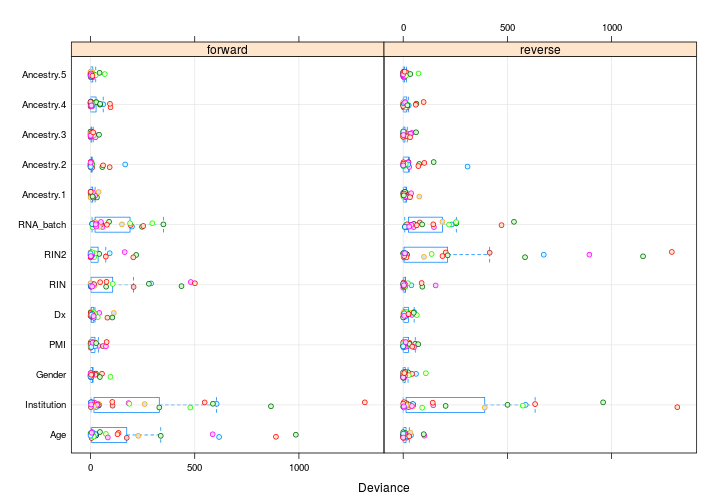 0 500 1000
forward reverse
Ancestry.5
Ancestry.4
Ancestry.3
Ancestry.2
Ancestry.1
RNA_batch
RIN2
RIN
Dx
PMI
Gender
Institution
Age
0 500 1000
Deviance